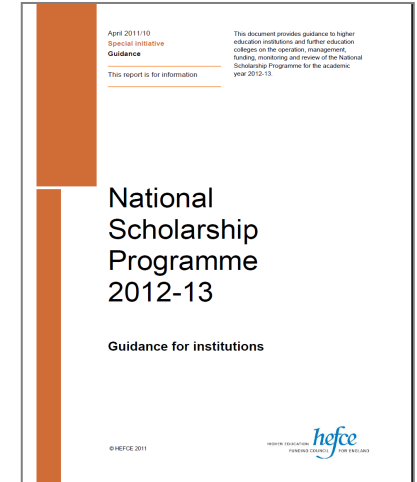 April 2011/10
Special initiative
Guidance
This report is for information
This document provides guidance to higher
education institutions and further education
colleges on the operation, management,
funding, monitoring and review of the National
Scholarship Programme for the academic
year 2012-13.
National
Scholarship
Programme
2012-13
Guidance for institutions
© HEFCE 2011
HIGHER EDUCATION hefce
FUNDING COUNCIL FOR ENGLAND